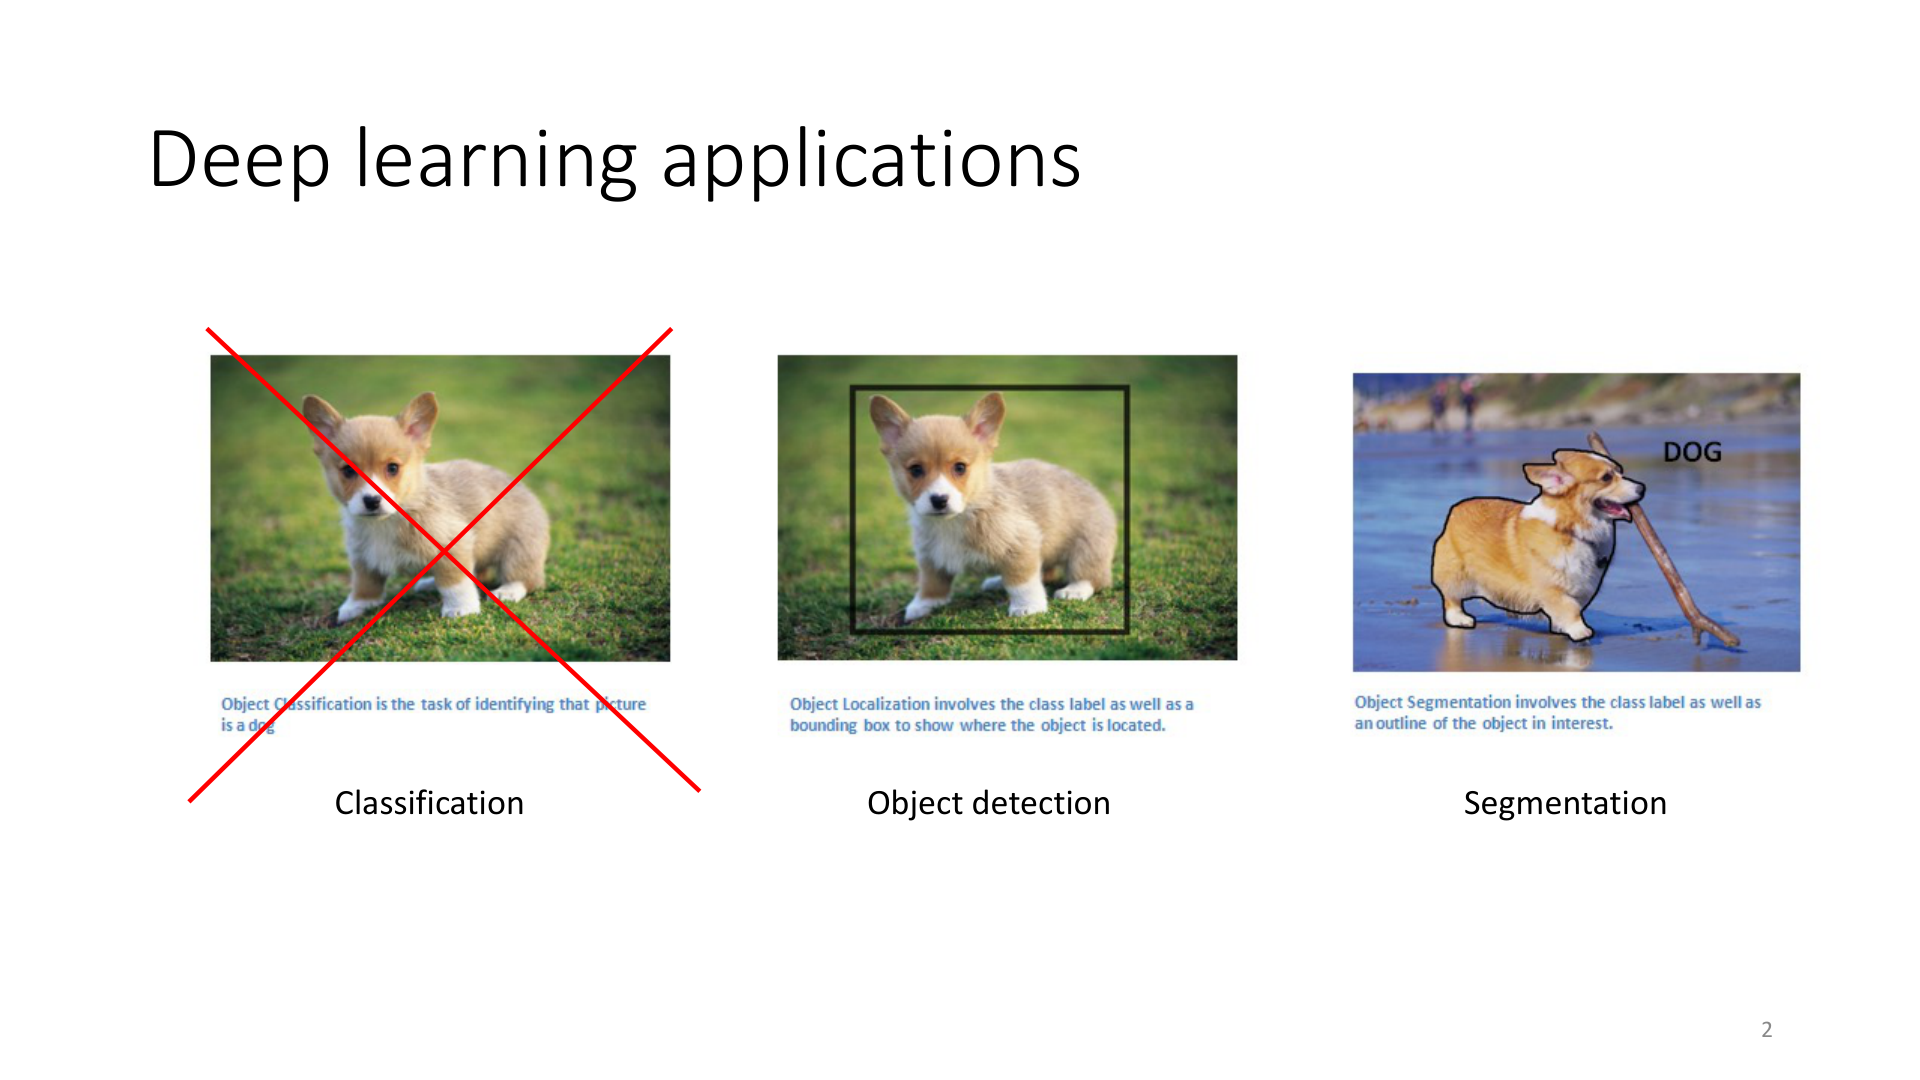 Deep learning applications
DOG
Object Classification is the task of identifying that picture
is a dog
Object Localization involves the class label as well as a
bounding box to show where the object is located.
Object Segmentation involves the class label as well as
an outline of the object in interest.
Classification
Object detection
Segmentation
2